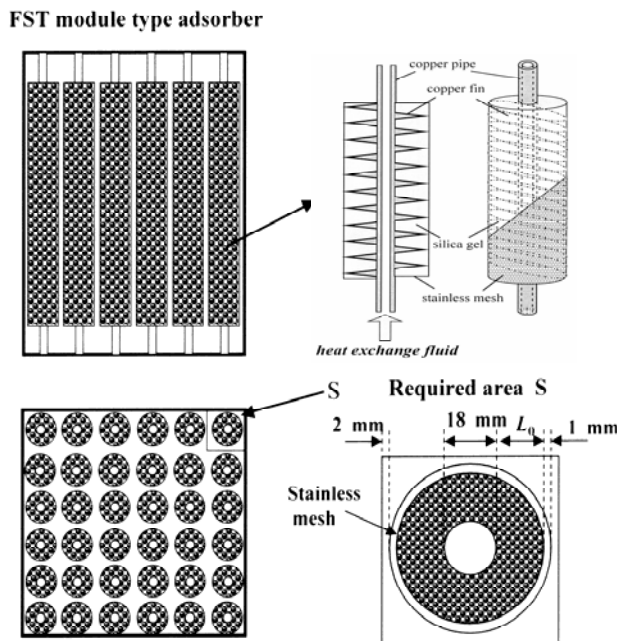 FST module type adsorber
copper pipe
copper fin
silica gel
stainless mesh
heat exchange fluid
S
Required area S
2 mm
18 mm
L₀
1 mm
Stainless
mesh